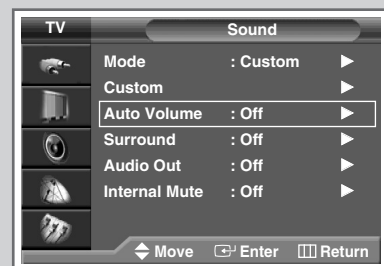 TV Sound
Mode : Custom
Custom
Auto Volume : Off
Surround : Off
Audio Out : Off
Internal Mute : Off
Move Enter Return